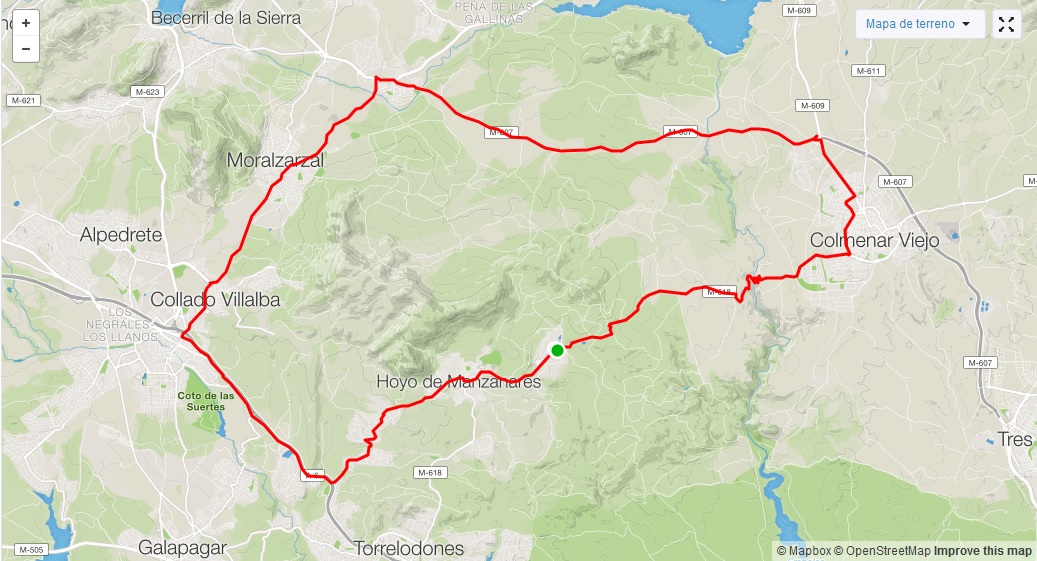 +
−
Becerril de la Sierra
PEÑA DE LAS
GALLINAS
M-609
Mapa de terreno
M-621
M-623
M-611
M-609
M-607
M-607
Moralzarzal
M-607
Alpedrete
Colmenar Viejo
Collado Villalba
M-618
LOS
NEGRALES-
LOS LLANOS
M-607
Hoyo de Manzanares
Coto de las
Suertes
Tres
M-618
M-505
Galapagar
Torrelodones
© Mapbox © OpenStreetMap Improve this map